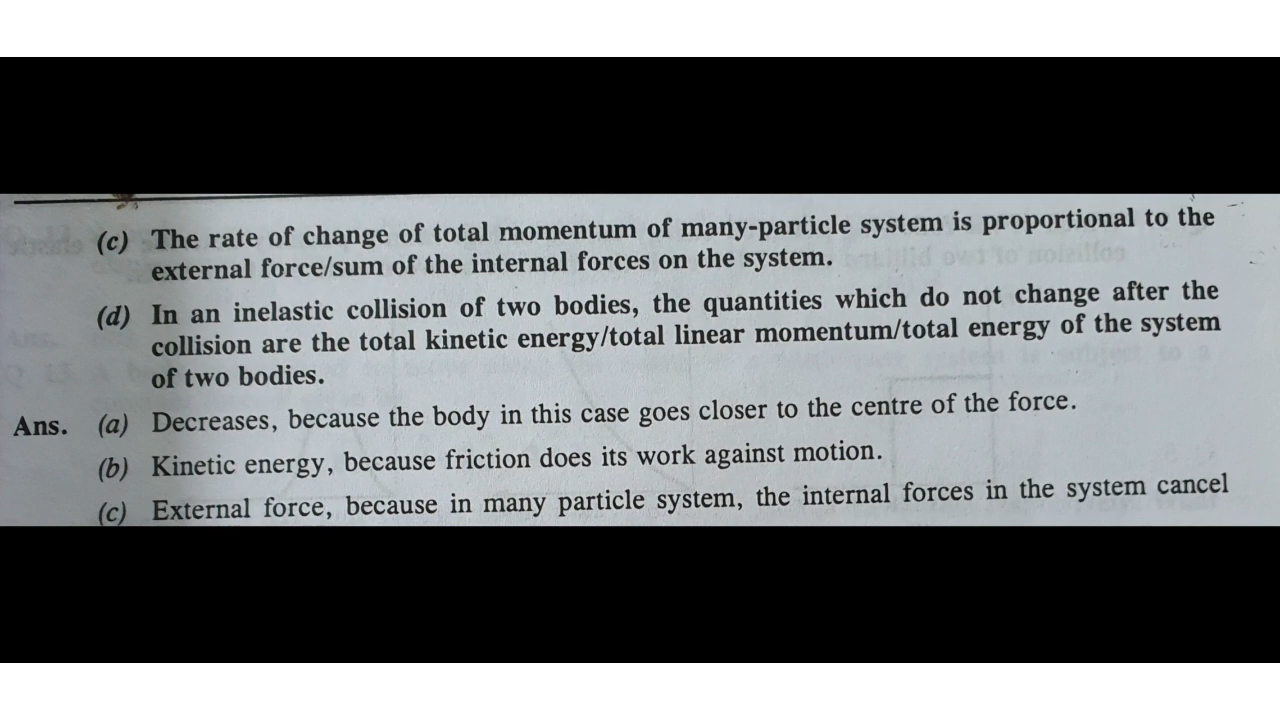 (c) The rate of change of total momentum of many-particle system is proportional to the
external force/sum of the internal forces on the system.
(d) In an inelastic collision of two bodies, the quantities which do not change after the
collision are the total kinetic energy/total linear momentum/total energy of the system
of two bodies.
Ans. (a) Decreases, because the body in this case goes closer to the centre of the force.
(b) Kinetic energy, because friction does its work against motion.
(c) External force, because in many particle system, the internal forces in the system cancel